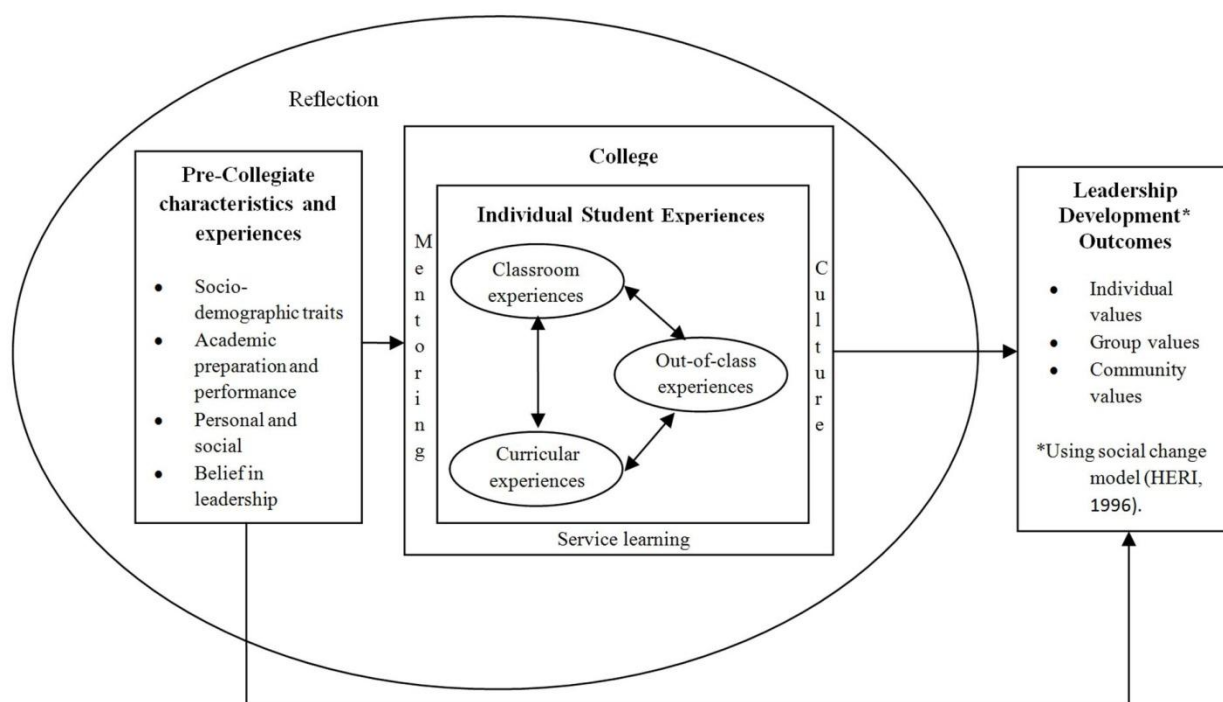 Reflection
Pre-Collegiate
characteristics and
experiences
• Socio-
demographic traits
• Academic
preparation and
performance
• Personal and
social
• Belief in
leadership
College
Mentoring
Individual Student Experiences
Classroom
experiences
Out-of-class
experiences
Curricular
experiences
Culture
Service learning
Leadership
Development*
Outcomes
• Individual
values
• Group values
• Community
values
*Using social change
model (HERI,
1996).